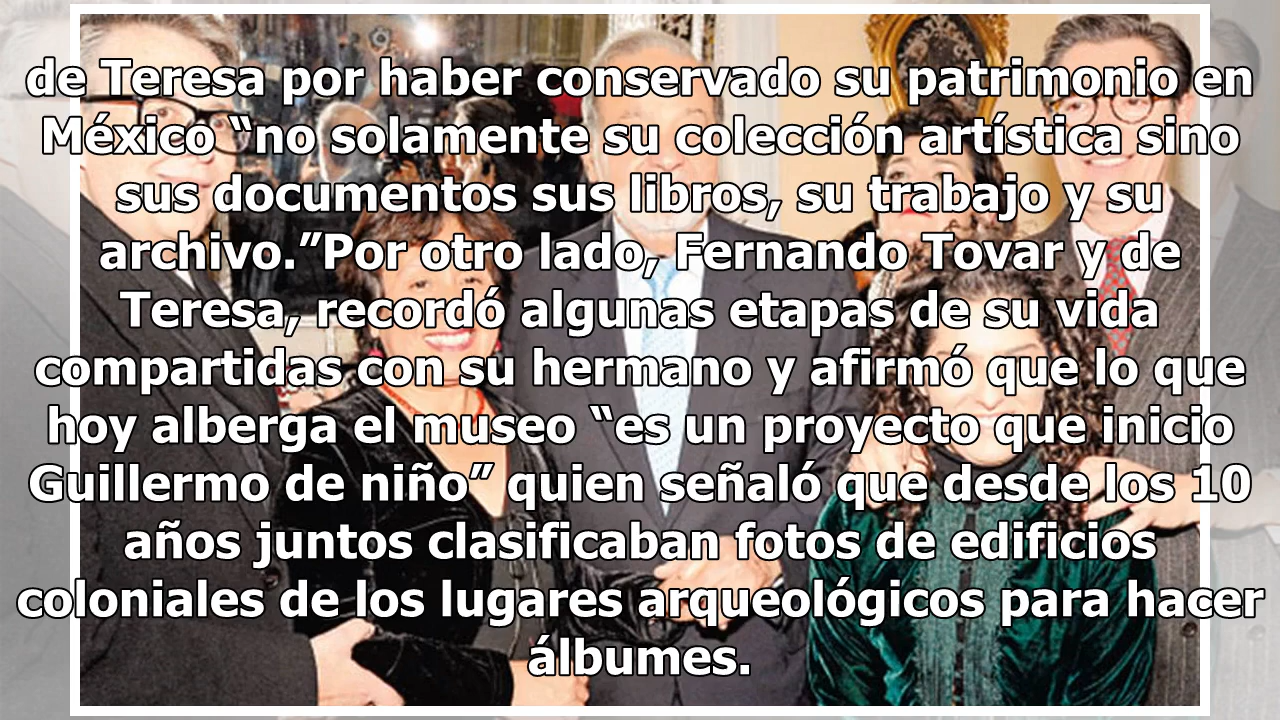 de Teresa por haber conservado su patrimonio en
México “no solamente su colección artística sino
sus documentos sus libros, su trabajo y su
archivo.”Por otro lado, Fernando Tovar y de
Teresa, recordó algunas etapas de su vida
compartidas con su hermano y afirmó que lo que
hoy alberga el museo “es un proyecto que inicio
Guillermo de niño” quien señaló que desde los 10
años juntos clasificaban fotos de edificios
coloniales de los lugares arqueológicos para hacer
álbumes.